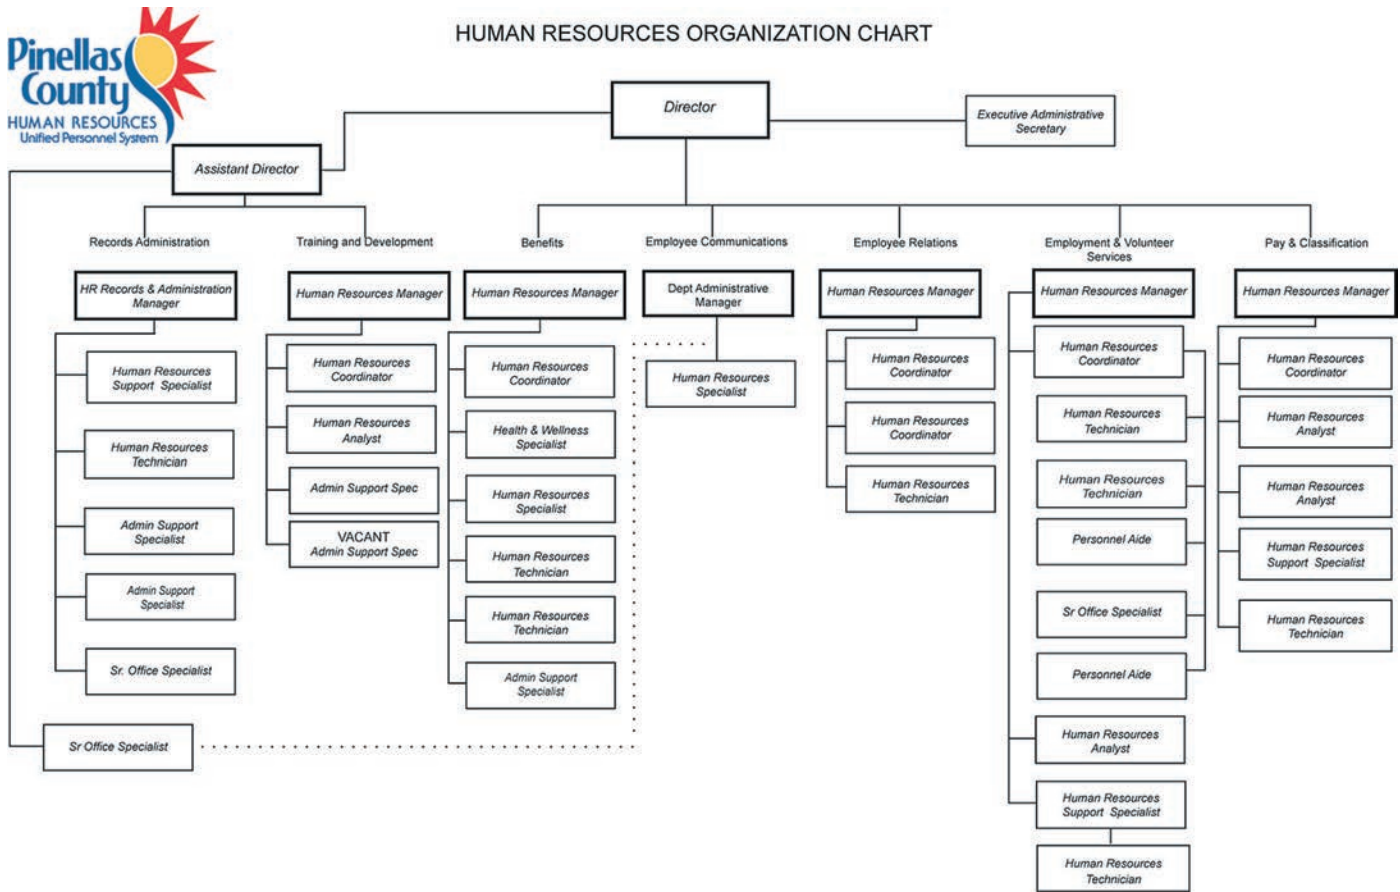 Pinellas
County
HUMAN RESOURCES
Unified Personnel System
HUMAN RESOURCES ORGANIZATION CHART
Director
Executive Administrative
Secretary
Assistant Director
Records Administration
Training and Development
Benefits
Employee Communications
Employee Relations
Employment & Volunteer
Services
Pay & Classification
HR Records & Administration
Manager
Human Resources
Support Specialist
Human Resources
Technician
Admin Support
Specialist
Admin Support
Specialist
Sr. Office Specialist
Sr Office Specialist
Human Resources Manager
Human Resources
Coordinator
Human Resources
Analyst
Admin Support Spec
VACANT
Admin Support Spec
Human Resources Manager
Human Resources
Coordinator
Health & Wellness
Specialist
Human Resources
Specialist
Human Resources
Technician
Human Resources
Technician
Admin Support
Specialist
Dept Administrative
Manager
Human Resources
Specialist
Human Resources Manager
Human Resources
Coordinator
Human Resources
Coordinator
Human Resources
Technician
Human Resources Manager
Human Resources
Coordinator
Human Resources
Technician
Human Resources
Technician
Personnel Aide
Sr Office Specialist
Personnel Aide
Human Resources
Analyst
Human Resources
Support Specialist
Human Resources
Technician
Human Resources Manager
Human Resources
Coordinator
Human Resources
Analyst
Human Resources
Analyst
Human Resources
Support Specialist
Human Resources
Technician